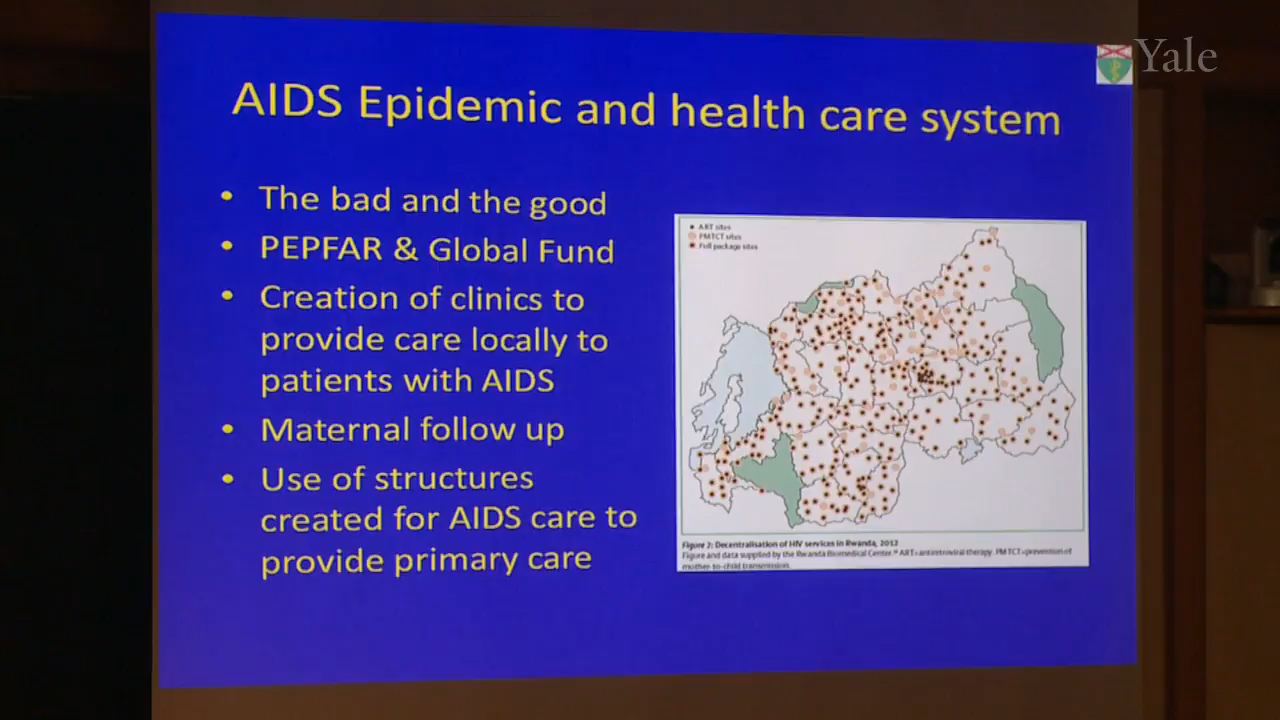 Yale
AIDS Epidemic and health care system
• The bad and the good
• PEPFAR & Global Fund
• Creation of clinics to
provide care locally to
patients with AIDS
• Maternal follow up
• Use of structures
created for AIDS care to
provide primary care
ART sites
PMTCT sites
Full package sites
Figure 2: Decentralisation of HIV services in Rwanda, 2012
Figure and data supplied by the Rwanda Biomedical Center. ART=antiretroviral therapy. PMTCT=prevention of
mother-to-child transmission.